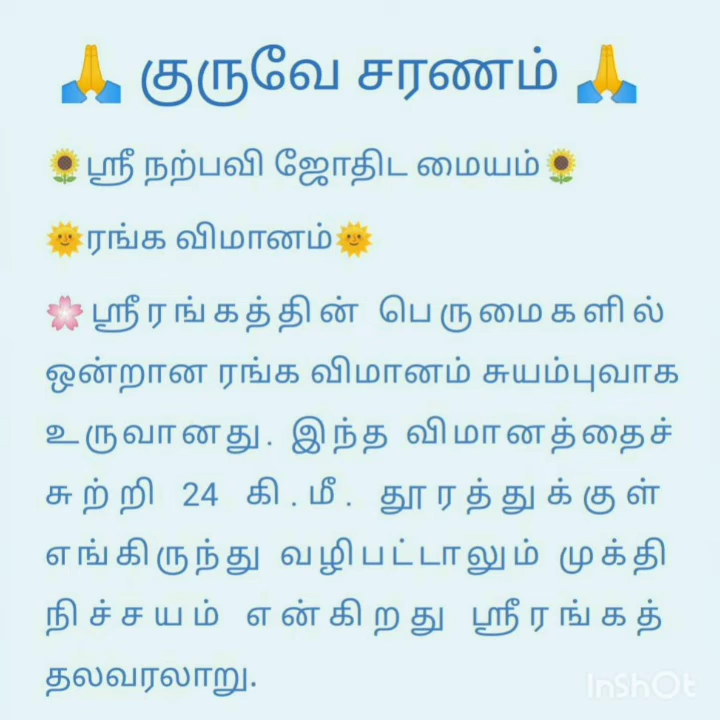 🙏 குருவே சரணம் 🙏
🌻ஸ்ரீ நற்பவி ஜோதிட மையம்🌻
🌞ரங்க விமானம்🌞
🌸ஸ்ரீரங்கத்தின் பெருமைகளில்
ஒன்றான ரங்க விமானம் சுயம்புவாக
உருவானது. இந்த விமானத்தைச்
சுற்றி 24 கி.மீ. தூரத்துக்குள்
எங்கிருந்து வழிபட்டாலும் முக்தி
நிச்சயம் என்கிறது ஸ்ரீரங்கத்
தலவரலாறு.
InShOt